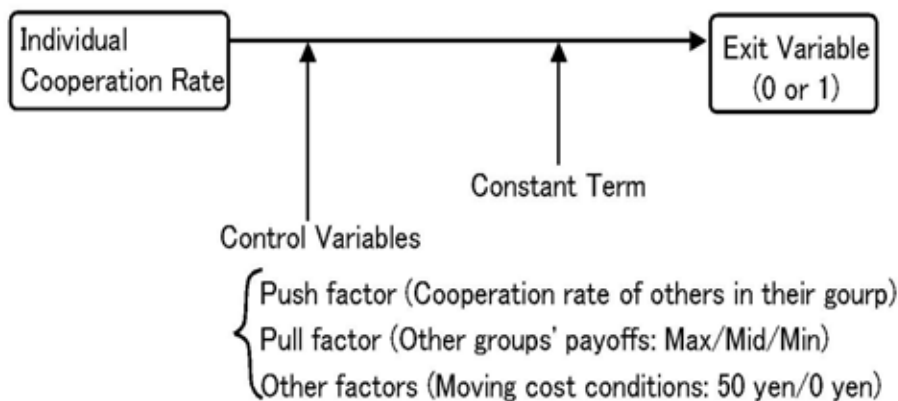 Individual
Cooperation Rate
Exit Variable
(0 or 1)
Constant Term
Control Variables
Push factor (Cooperation rate of others in their gourp)
Pull factor (Other groups' payoffs: Max/Mid/Min)
Other factors (Moving cost conditions: 50 yen/0 yen)